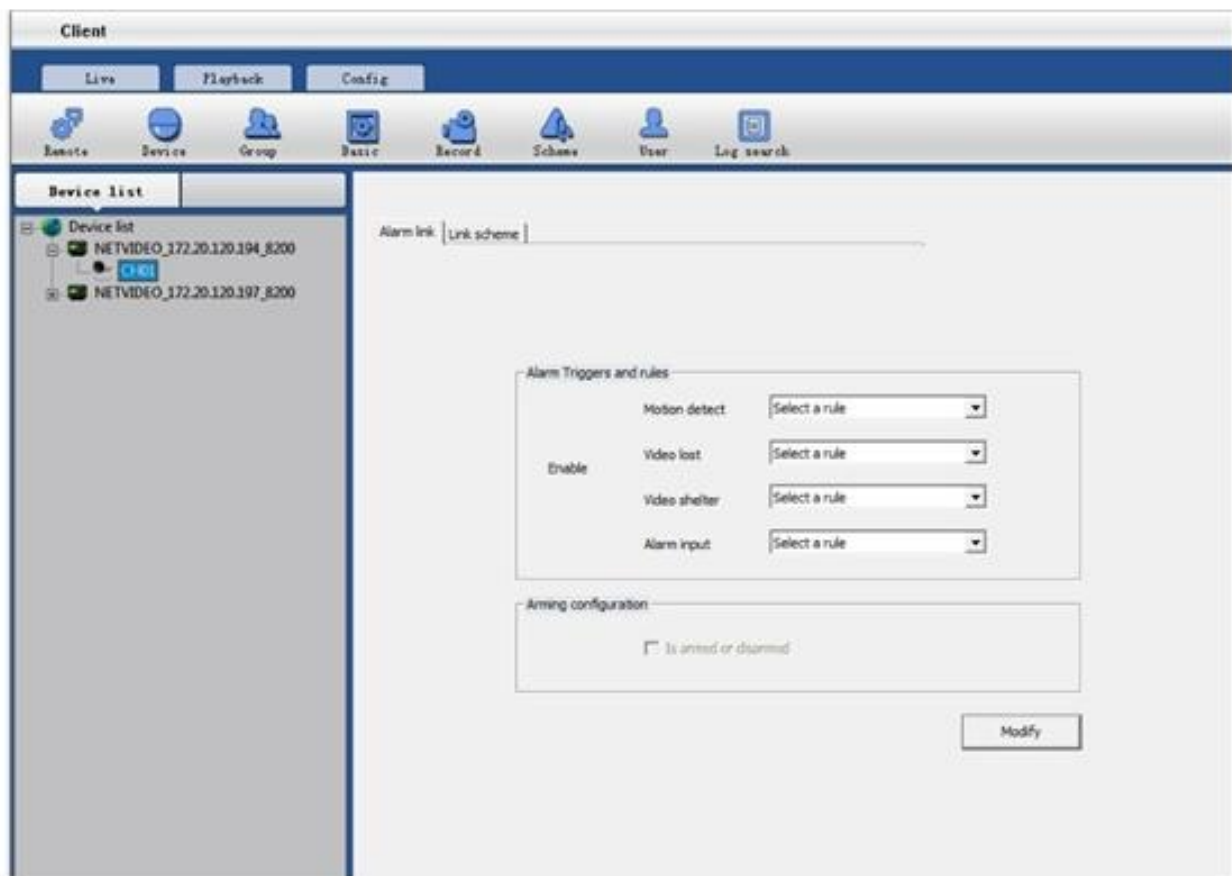 Client
Live Playback Config
Remote Device Group Basic Record Scheme User Log search
Device list
Device list
NETVIDEO_172.20.120.194_8200
CH01
NETVIDEO_172.20.120.197_8200
Alarm link Link scheme
Alarm Triggers and rules
Motion detect Select a rule
Video lost Select a rule
Enable
Video shelter Select a rule
Alarm input Select a rule
Arming configuration
Is armed or disarmed
Modify